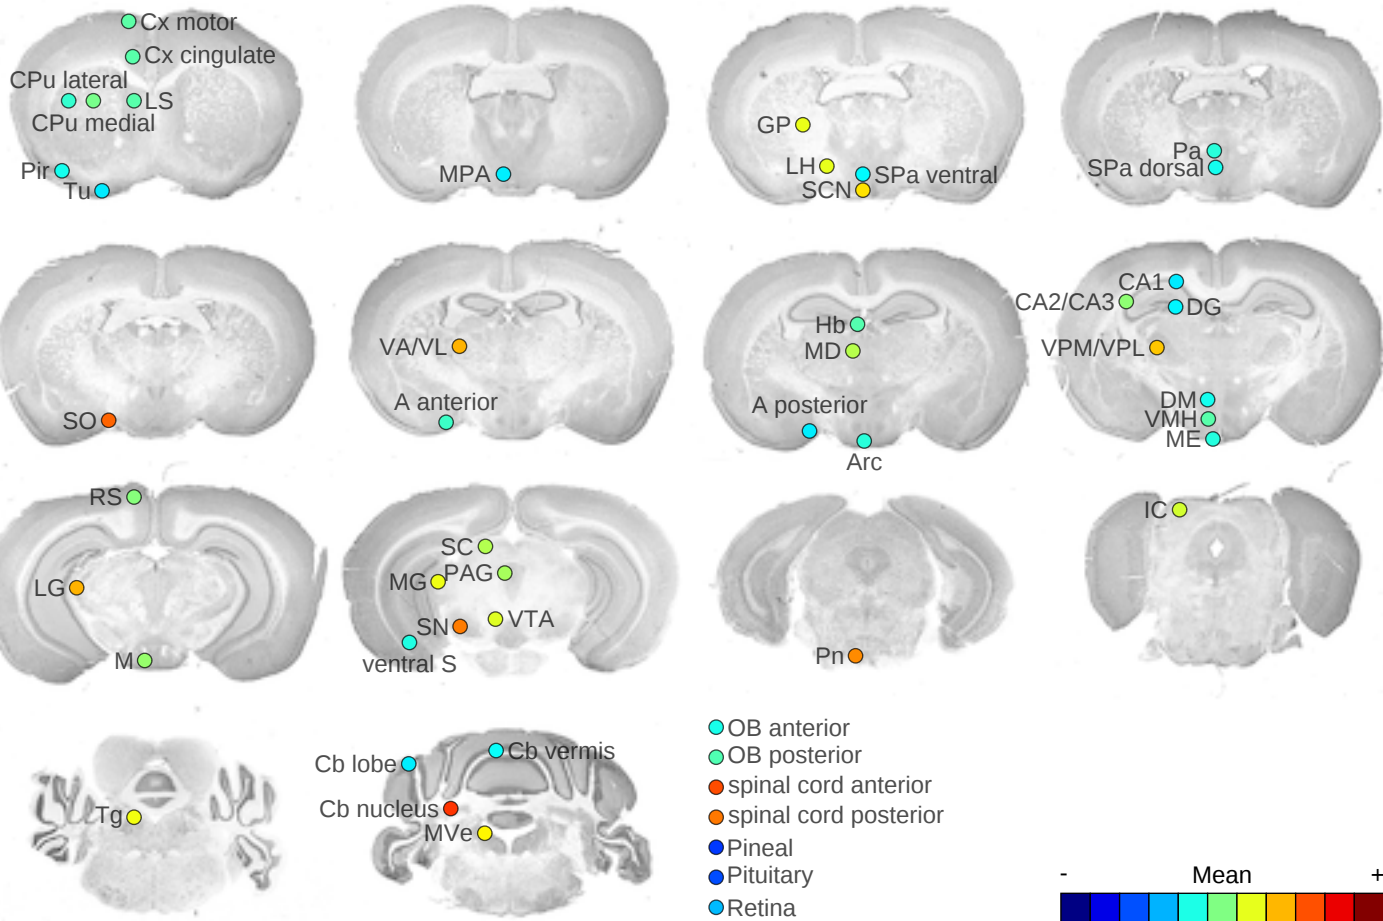 Cx motor
Cx cingulate
CPu lateral
LS
CPu medial
Pir
Tu
MPA
GP
LH
SPa ventral
SCN
Pa
SPa dorsal
SO
VA/VL
A anterior
Hb
MD
A posterior
Arc
CA1
CA2/CA3
DG
VPM/VPL
DM
VMH
ME
RS
LG
M
SC
PAG
MG
VTA
SN
ventral S
Pn
IC
Tg
Cb vermis
Cb lobe
Cb nucleus
MVe
OB anterior
OB posterior
spinal cord anterior
spinal cord posterior
Pineal
Pituitary
Retina
- Mean +